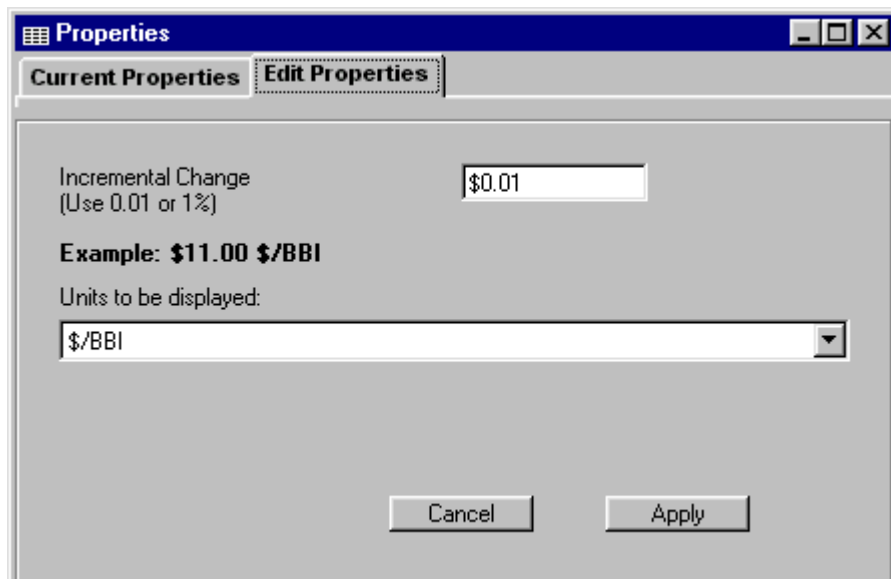 Properties
Current Properties Edit Properties
Incremental Change $0.01
(Use 0.01 or 1%)
Example: $11.00 $/BBl
Units to be displayed:
$/BBl
Cancel Apply